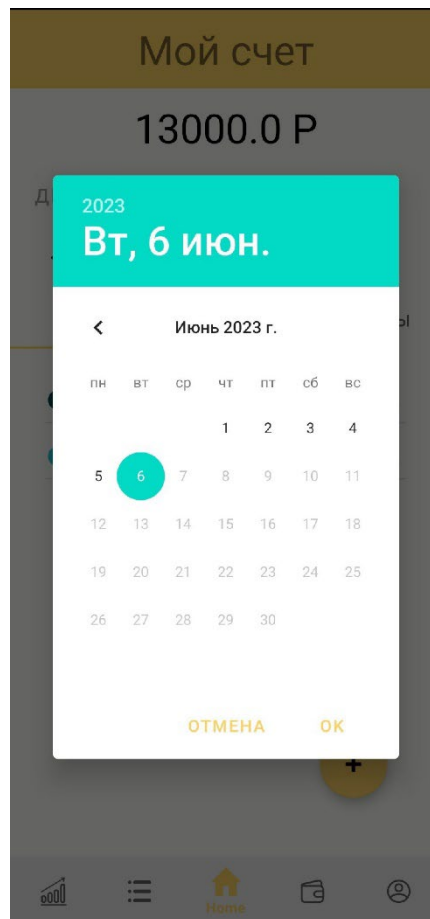 Мой счет
13000.0 Р
2023
Вт, 6 июн.
Июнь 2023 г.
пн вт ср чт пт сб вс
1 2 3 4
5 6 7 8 9 10 11
12 13 14 15 16 17 18
19 20 21 22 23 24 25
26 27 28 29 30
ОТМЕНА ОК
+
Home